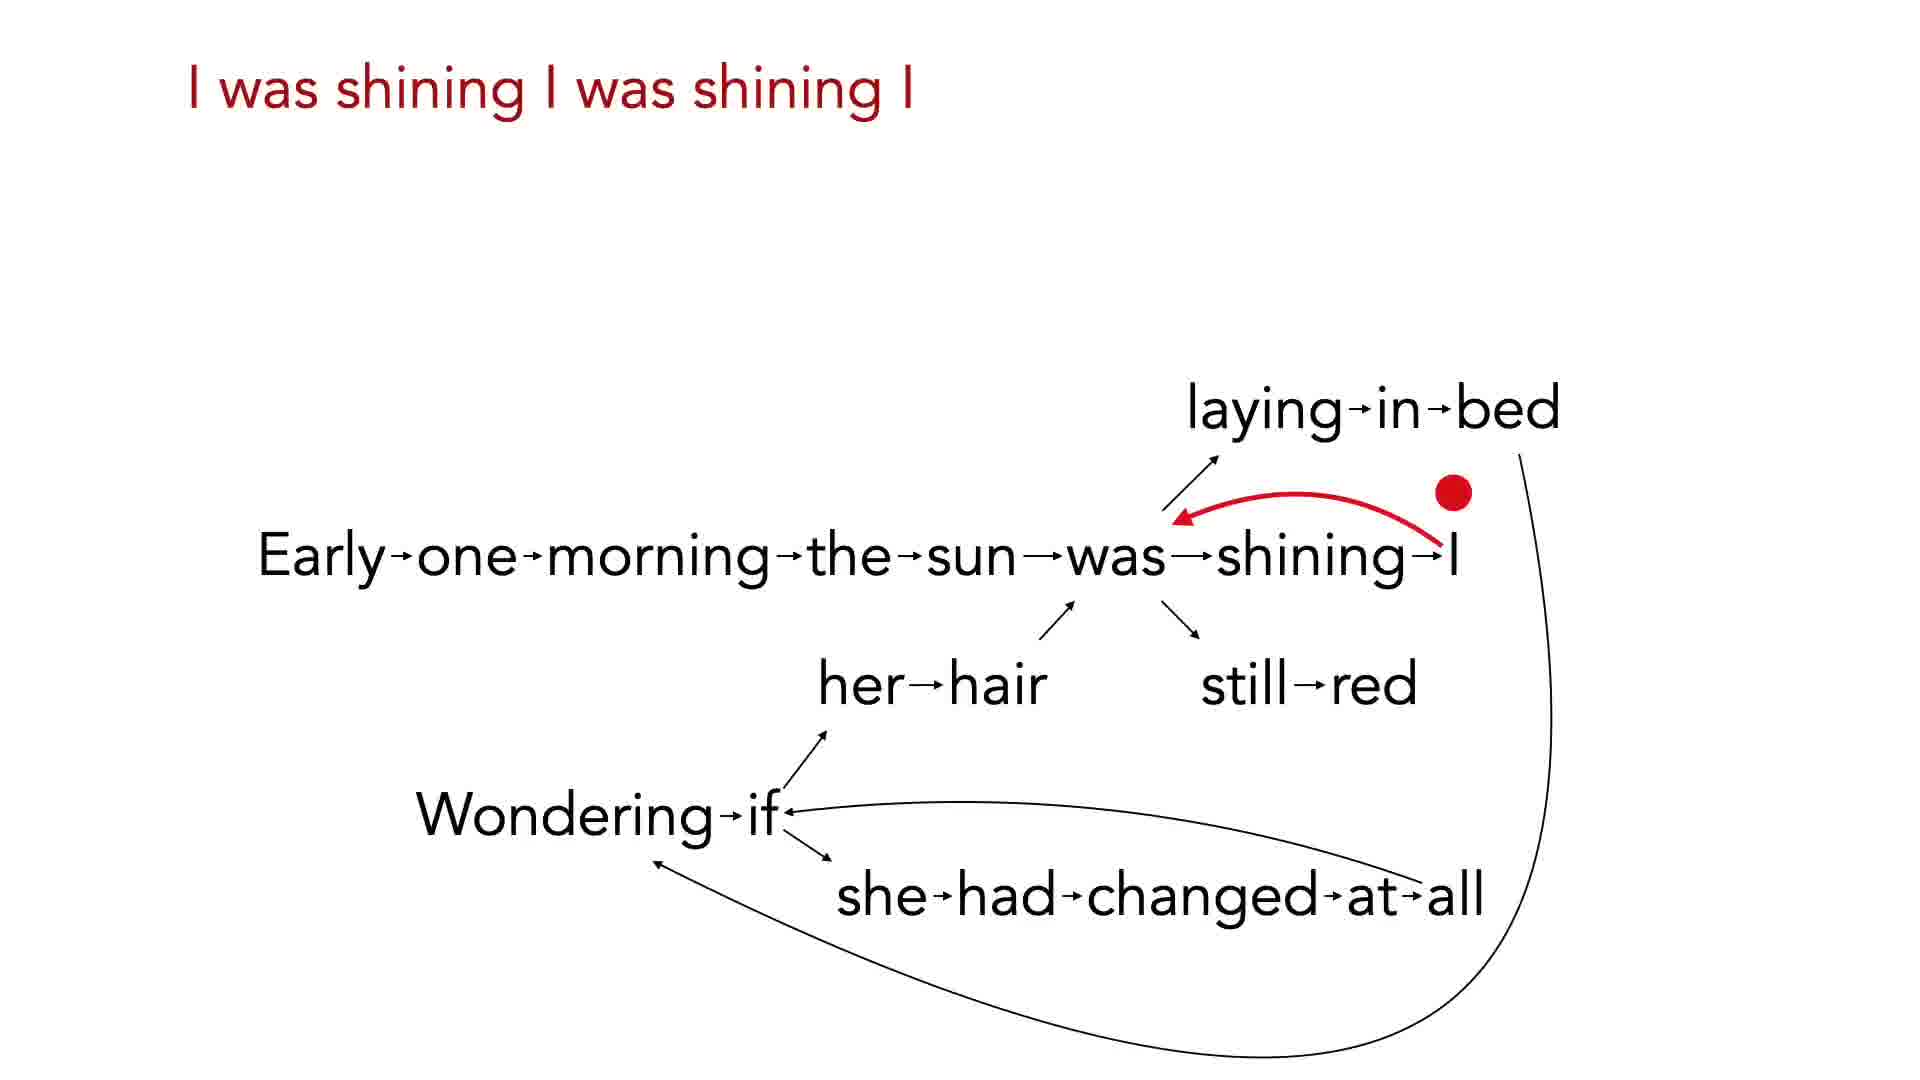 I was shining I was shining I
laying in bed
Early one morning the sun was shining I
her hair still red
Wondering if
she had changed at all